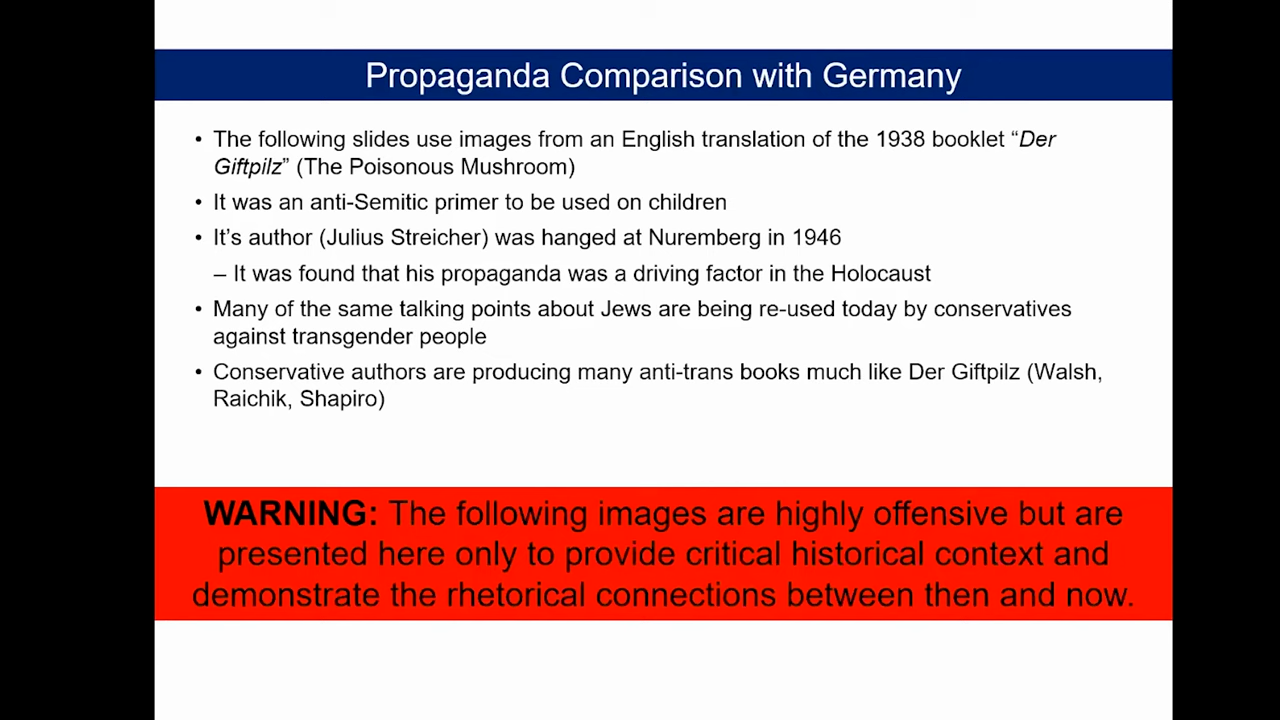 Propaganda Comparison with Germany
• The following slides use images from an English translation of the 1938 booklet “Der
Giftpilz” (The Poisonous Mushroom)
• It was an anti-Semitic primer to be used on children
• It’s author (Julius Streicher) was hanged at Nuremberg in 1946
– It was found that his propaganda was a driving factor in the Holocaust
• Many of the same talking points about Jews are being re-used today by conservatives
against transgender people
• Conservative authors are producing many anti-trans books much like Der Giftpilz (Walsh,
Raichik, Shapiro)
WARNING: The following images are highly offensive but are
presented here only to provide critical historical context and
demonstrate the rhetorical connections between then and now.